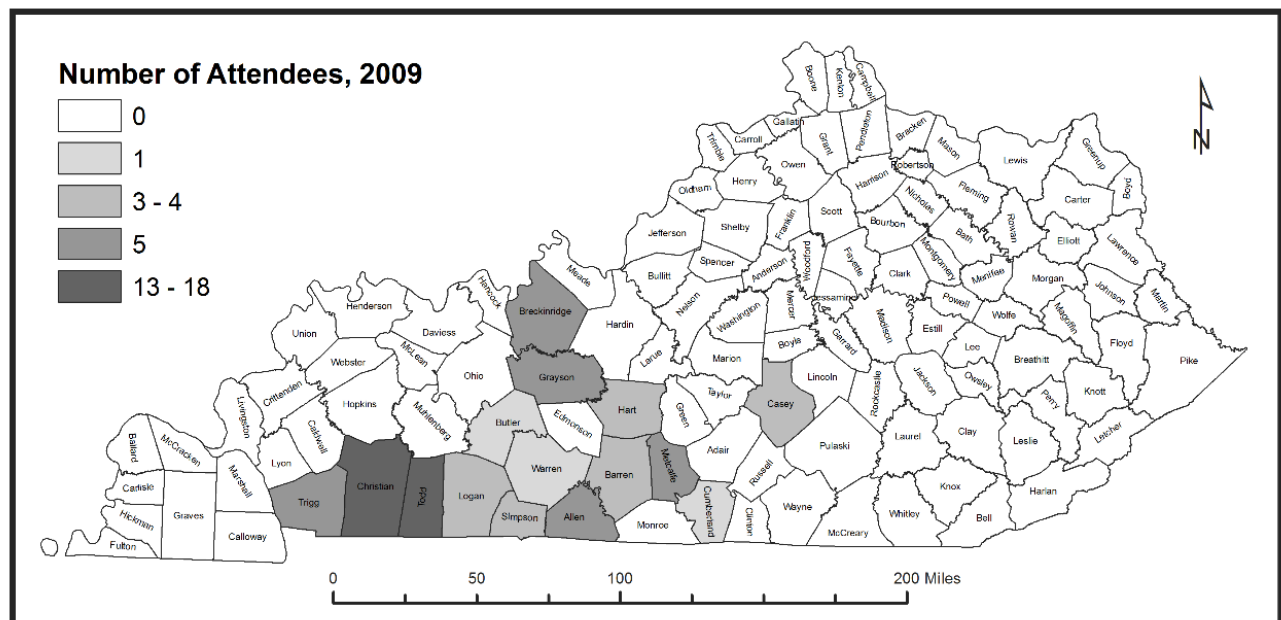 Number of Attendees, 2009
0
1
3 - 4
5
13 - 18
N
Boone
Kenton
Campbell
Gallatin
Carroll
Trimble
Grant
Pendleton
Bracken
Mason
Lewis
Greenup
Boyd
Owen
Robertson
Henry
Oldham
Harrison
Fleming
Nicholas
Carter
Rowan
Shelby
Franklin
Scott
Bourbon
Jefferson
Bath
Elliott
Lawrence
Montgomery
Woodford
Fayette
Spencer
Anderson
Bullitt
Clark
Menifee
Morgan
Johnson
Martin
Meade
Hancock
Nelson
Mercer
essamine
Powell
Wolfe
Magoffin
Henderson
Breckinridge
Washington
Madison
Daviess
Hardin
Union
Estill
Floyd
Garrard
Boyle
Lee
McLean
Larue
Marion
Breathitt
Pike
Webster
Ohio
Grayson
Lincoln
Jackson
Owsley
Crittenden
Rockcastle
Knott
Perry
Taylor
Hart
Casey
Hopkins
Livingston
Muhlenberg
Butler
Edmonson
Green
Caldwell
Pulaski
Laurel
Clay
Leslie
Letcher
Ballard
McCracken
Adair
Lyon
Warren
Barren
Metcalfe
Russell
Marshall
Carlisle
Christian
Todd
Logan
Trigg
Knox
Harlan
Cumberland
Wayne
Whitley
Graves
Hickman
Simpson
Allen
Monroe
Clinton
Bell
McCreary
Calloway
Fulton
0 50 100 200 Miles